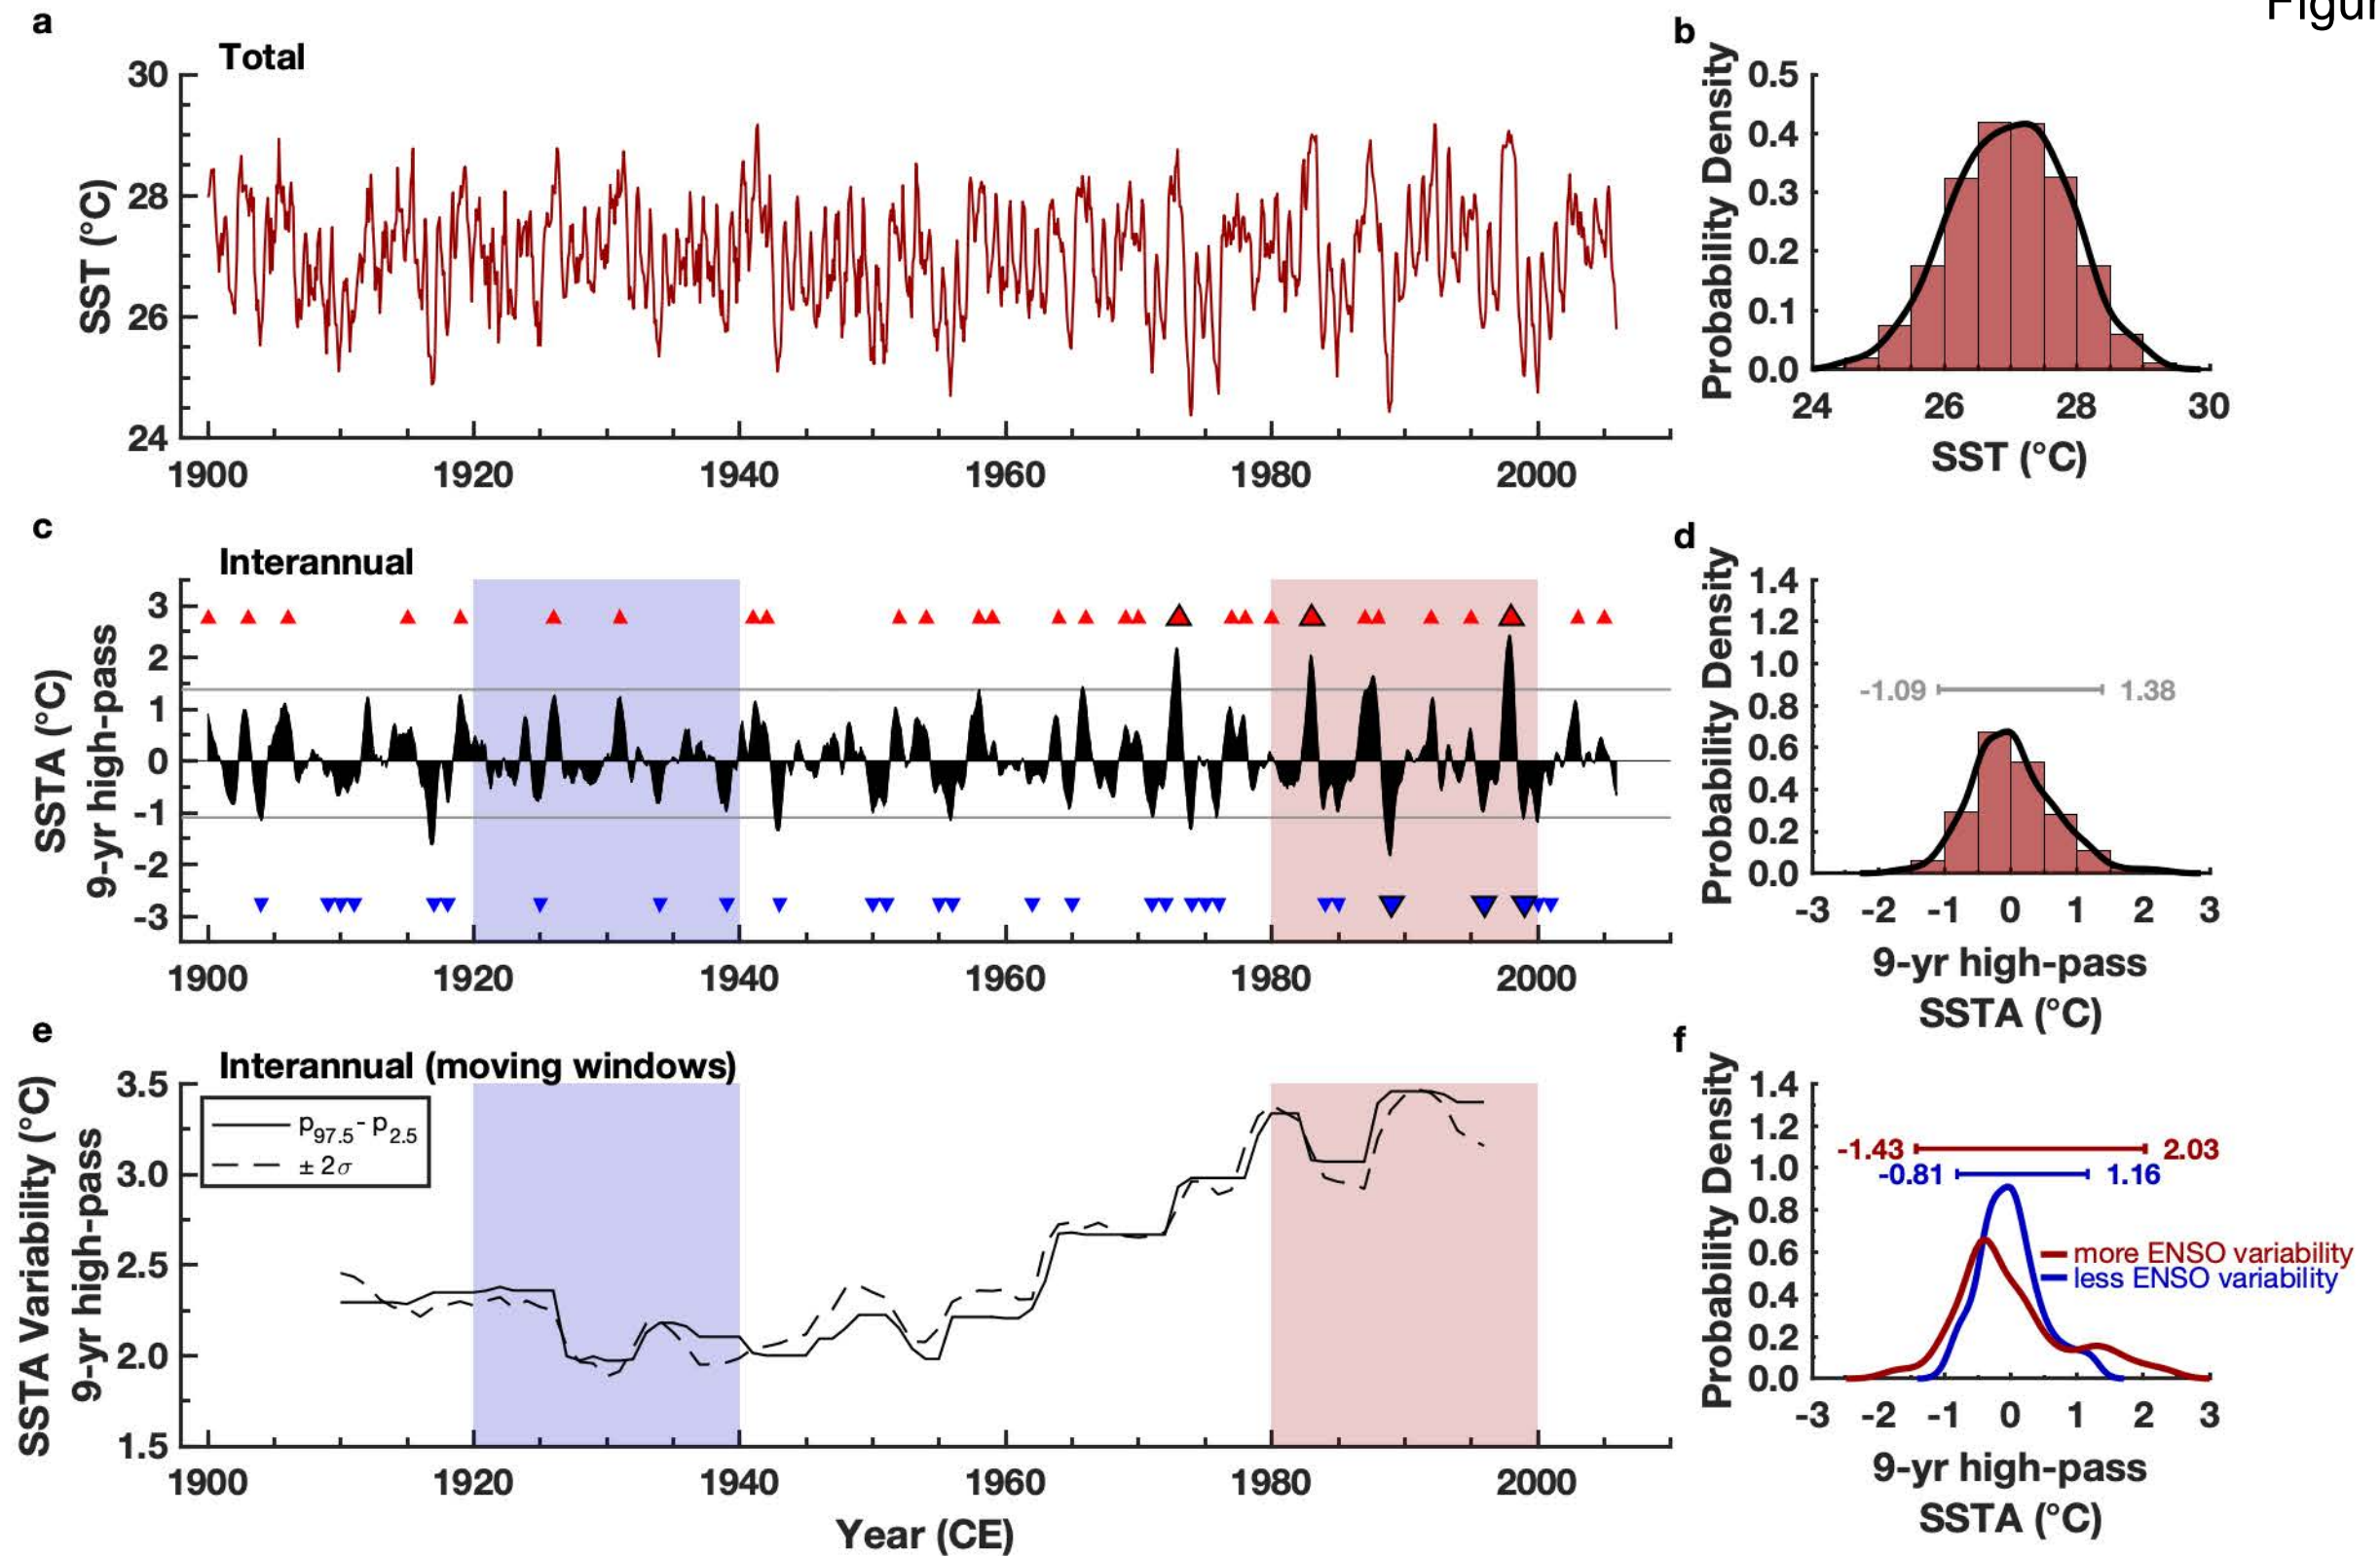 Figur
a
Total
30
28
26
24
SST (°C)
1900 1920 1940 1960 1980 2000
b
0.5
0.4
0.3
0.2
0.1
0.0
Probability Density
24 26 28 30
SST (°C)
c
Interannual
3
2
1
0
-1
-2
-3
SSTA (°C)
9-yr high-pass
1900 1920 1940 1960 1980 2000
d
1.4
1.2
1.0
0.8
0.6
0.4
0.2
0.0
Probability Density
-1.09 1.38
-3 -2 -1 0 1 2 3
9-yr high-pass
SSTA (°C)
e
Interannual (moving windows)
3.5
3.0
2.5
2.0
1.5
SSTA Variability (°C)
9-yr high-pass
p97.5- p2.5
± 2σ
1900 1920 1940 1960 1980 2000
Year (CE)
f
1.4
1.2
1.0
0.8
0.6
0.4
0.2
0.0
Probability Density
-1.43 2.03
-0.81 1.16
more ENSO variability
less ENSO variability
-3 -2 -1 0 1 2 3
9-yr high-pass
SSTA (°C)